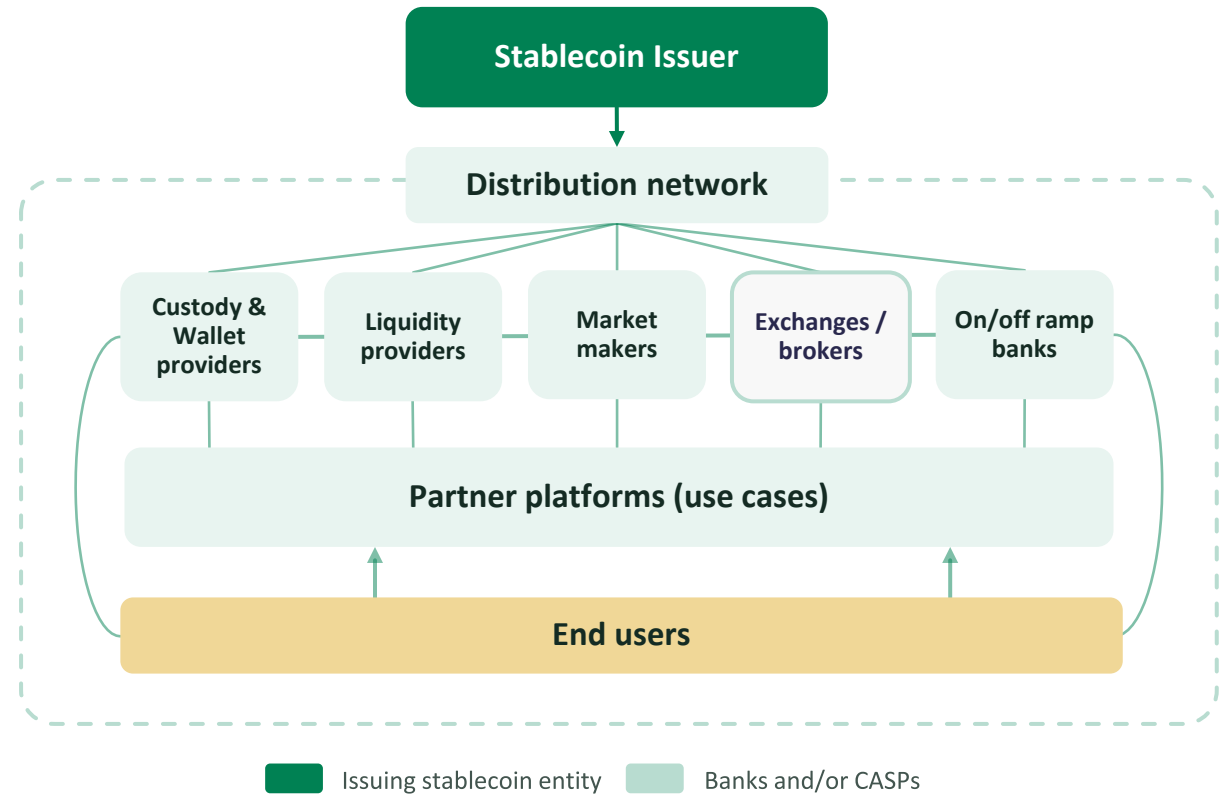 Stablecoin Issuer
Distribution network
Custody &
Wallet
providers
Liquidity
providers
Market
makers
Exchanges /
brokers
On/off ramp
banks
Partner platforms (use cases)
End users
Issuing stablecoin entity
Banks and/or CASPs